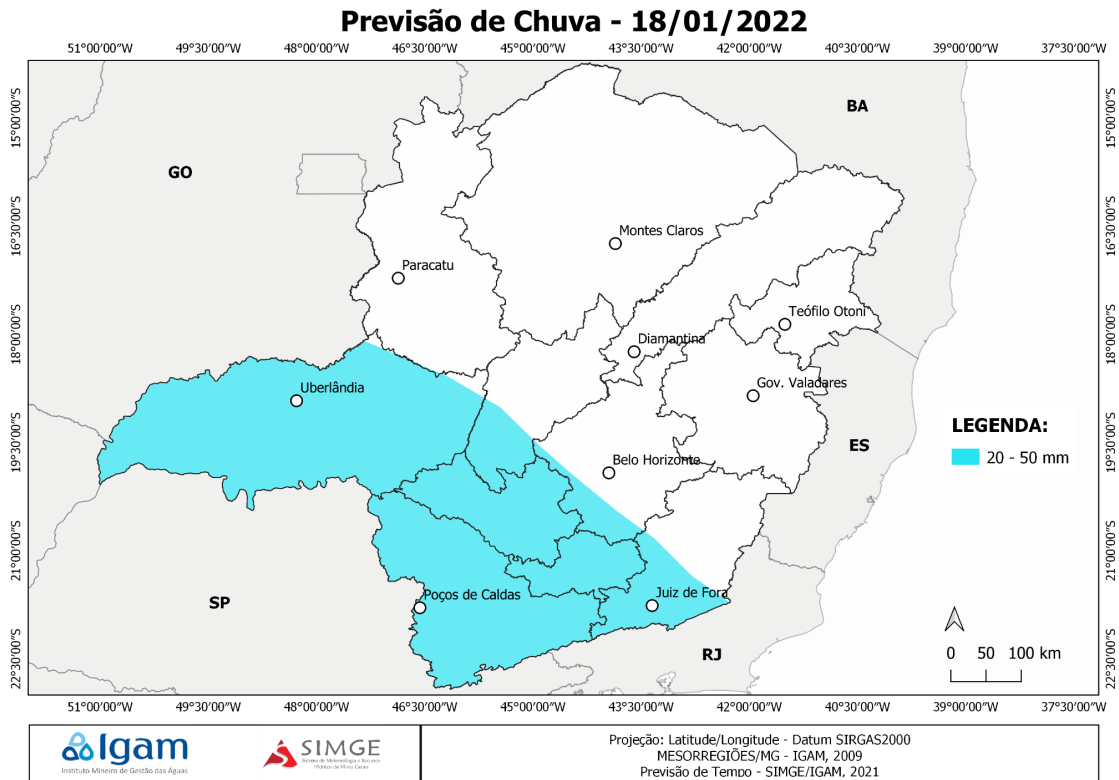 Previsão de Chuva - 18/01/2022
51°00'00"W 49°30'00"W 48°00'00"W 46°30'00"W 45°00'00"W 43°30'00"W 42°00'00"W 40°30'00"W 39°00'00"W 37°30'00"W
15°00'00"S
16°30'00"S
18°00'00"S
19°30'00"S
21°00'00"S
22°30'00"S
BA
GO
Montes Claros
Paracatu
Teófilo Otoni
Diamantina
Uberlândia
Gov. Valadares
ES
Belo Horizonte
Poços de Caldas
Juiz de Fora
SP
RJ
LEGENDA:
20 - 50 mm
0 50 100 km
15°00'00"S
16°30'00"S
18°00'00"S
19°30'00"S
21°00'00"S
22°30'00"S
51°00'00"W 49°30'00"W 48°00'00"W 46°30'00"W 45°00'00"W 43°30'00"W 42°00'00"W 40°30'00"W 39°00'00"W 37°30'00"W
Igam
Instituto Mineiro de Gestão das Águas
SIMGE
Sistema de Meteorologia e Recursos
Hídricos de Minas Gerais
Projeção: Latitude/Longitude - Datum SIRGAS2000
MESORREGIÕES/MG - IGAM, 2009
Previsão de Tempo - SIMGE/IGAM, 2021